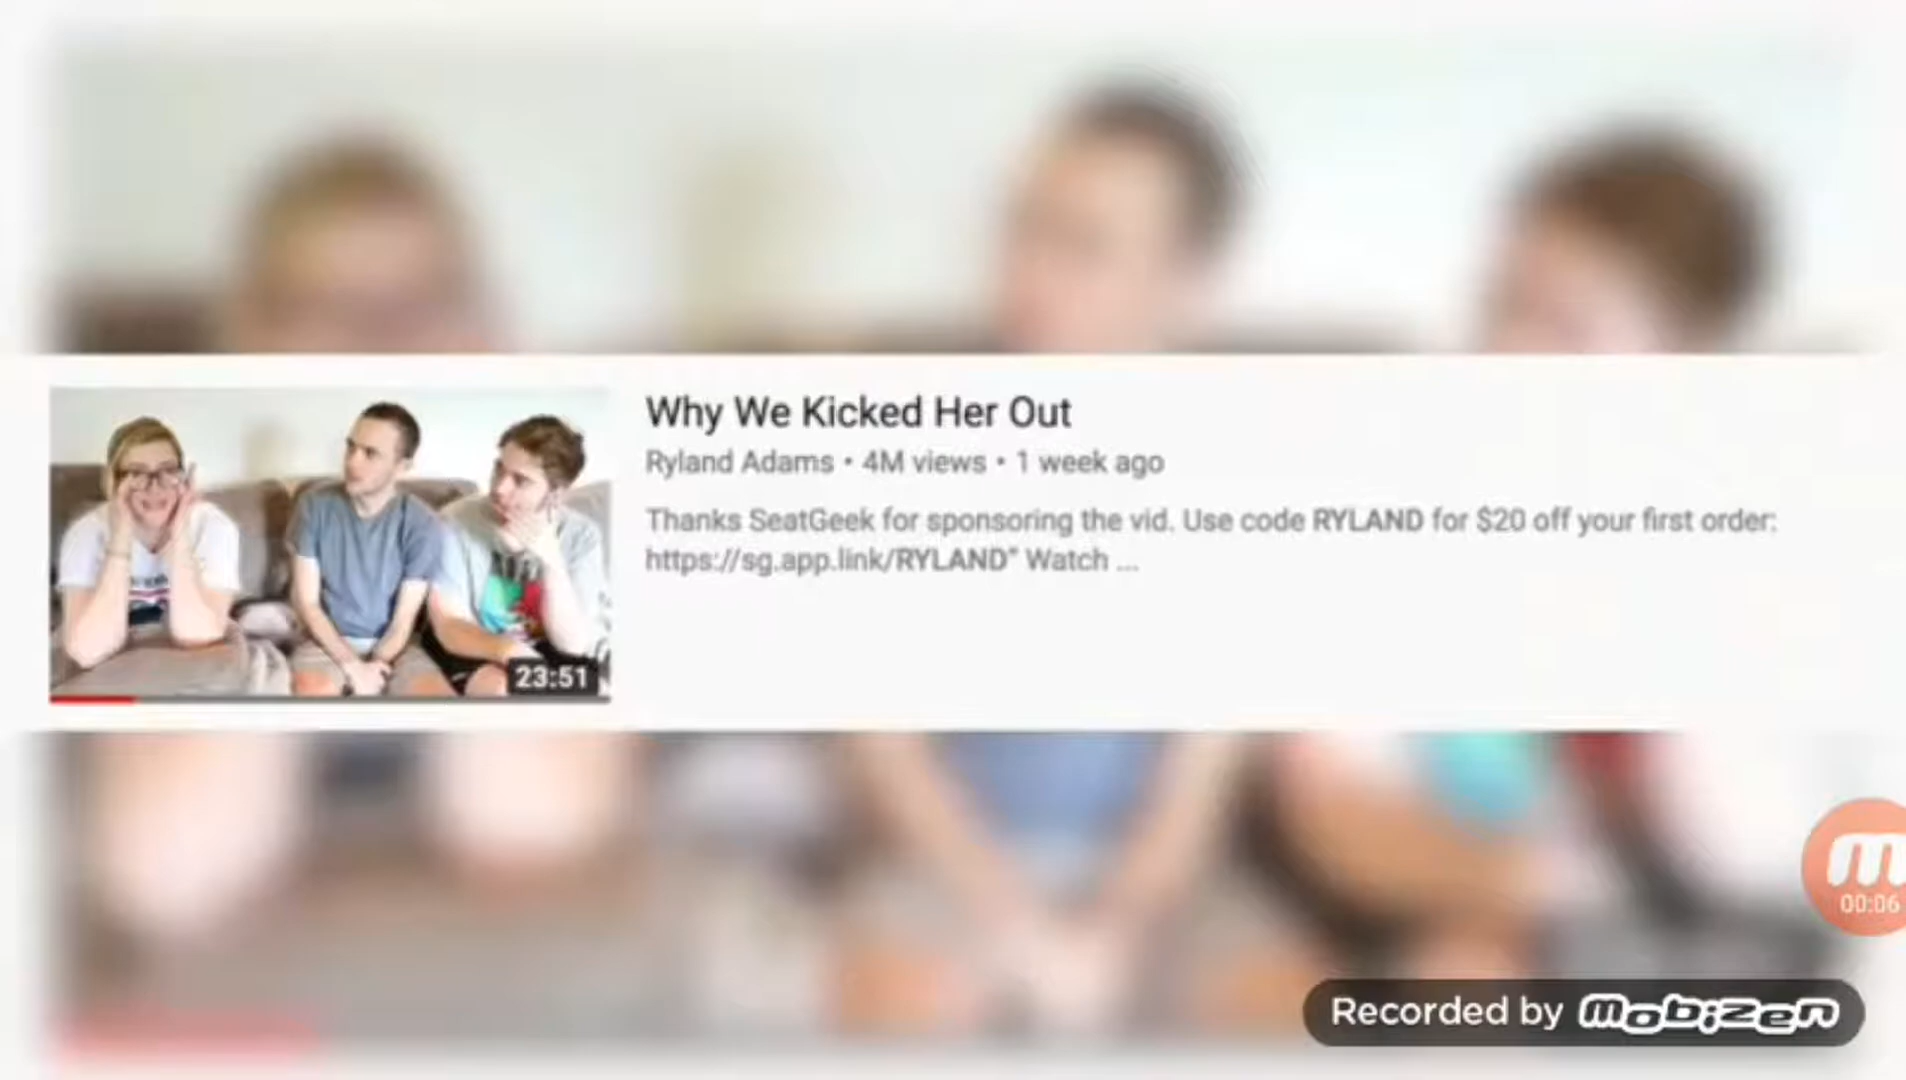 Why We Kicked Her Out
Ryland Adams • 4M views • 1 week ago
Thanks SeatGeek for sponsoring the vid. Use code RYLAND for $20 off your first order:
https://sg.app.link/RYLAND" Watch ...
23:51
00:06
Recorded by mobizen